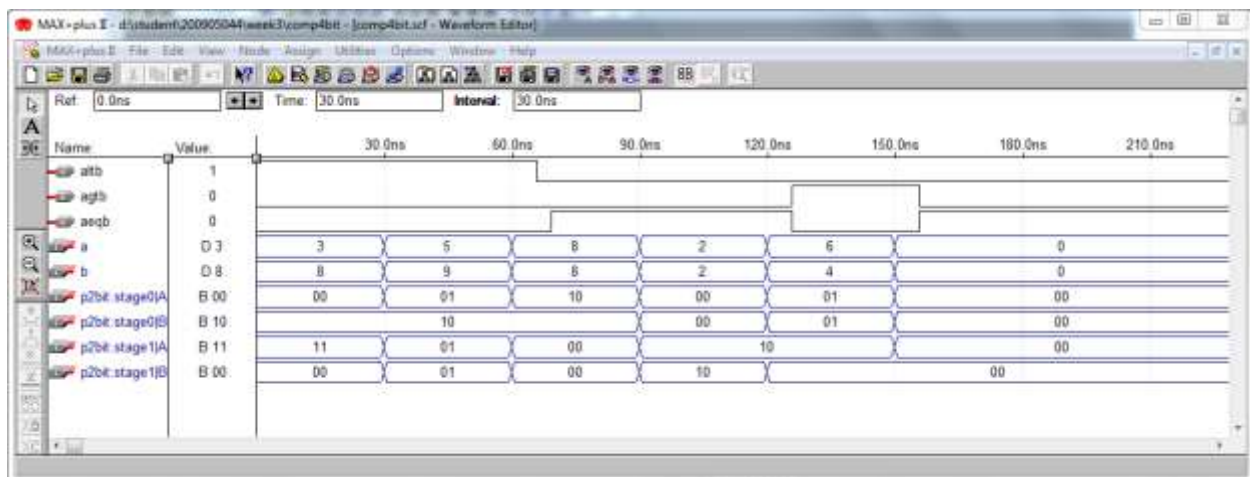 MAX+plus II - d:\student\200905044\week3\comp4bit - [comp4bit.scf - Waveform Editor]
MAX+plus II File Edit View Node Assign Utilities Options Window Help
Ref: 0.0ns Time: 30.0ns Interval: 30.0ns
Name: Value: 30.0ns 60.0ns 90.0ns 120.0ns 150.0ns 180.0ns 210.0ns
altb 1
agtb 0
aeqb 0
a D 3 3 5 8 2 6 0
b D 8 8 9 8 2 4 0
p2bit:stage0|A B 00 00 01 10 00 01 00
p2bit:stage0|B B 10 10 00 01 00
p2bit:stage1|A B 11 11 01 00 10 00
p2bit:stage1|B B 00 00 01 00 10 00